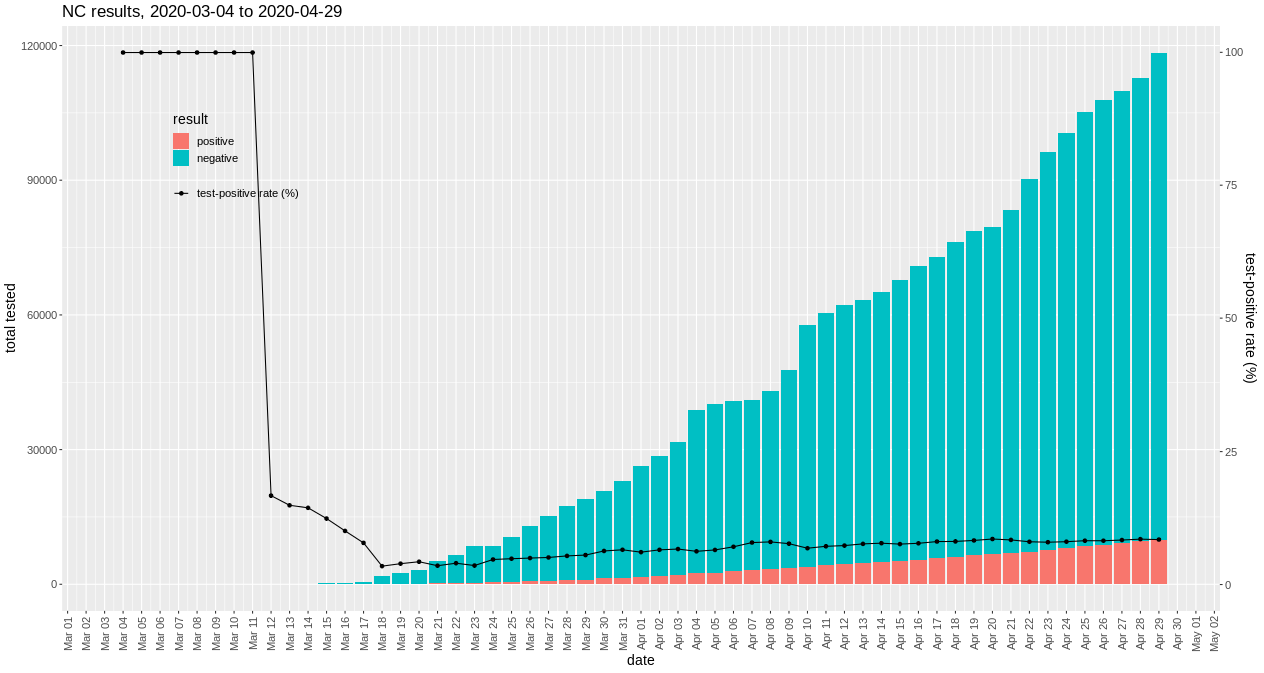 NC results, 2020-03-04 to 2020-04-29
120000
90000
60000
30000
0
total tested
result
positive
negative
test-positive rate (%)
100
75
50
25
0
test-positive rate (%)
Mar 01
Mar 02
Mar 03
Mar 04
Mar 05
Mar 06
Mar 07
Mar 08
Mar 09
Mar 10
Mar 11
Mar 12
Mar 13
Mar 14
Mar 15
Mar 16
Mar 17
Mar 18
Mar 19
Mar 20
Mar 21
Mar 22
Mar 23
Mar 24
Mar 25
Mar 26
Mar 27
Mar 28
Mar 29
Mar 30
Mar 31
Apr 01
Apr 02
Apr 03
Apr 04
Apr 05
Apr 06
Apr 07
Apr 08
Apr 09
Apr 10
Apr 11
Apr 12
Apr 13
Apr 14
Apr 15
Apr 16
Apr 17
Apr 18
Apr 19
Apr 20
Apr 21
Apr 22
Apr 23
Apr 24
Apr 25
Apr 26
Apr 27
Apr 28
Apr 29
Apr 30
May 01
May 02
date